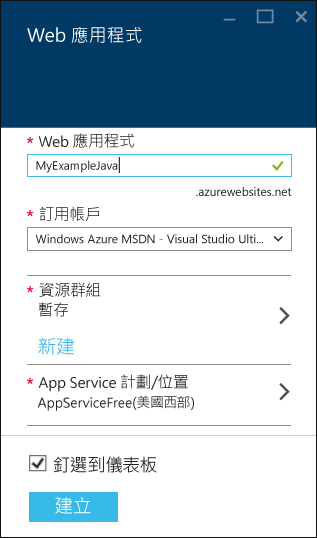 Web 應用程式
* Web 應用程式
MyExampleJava
.azurewebsites.net
* 訂用帳戶
Windows Azure MSDN - Visual Studio Ulti...
* 資源群組
暫存
新建
* App Service 計劃/位置
AppServiceFree(美國西部)
釘選到儀表板
建立